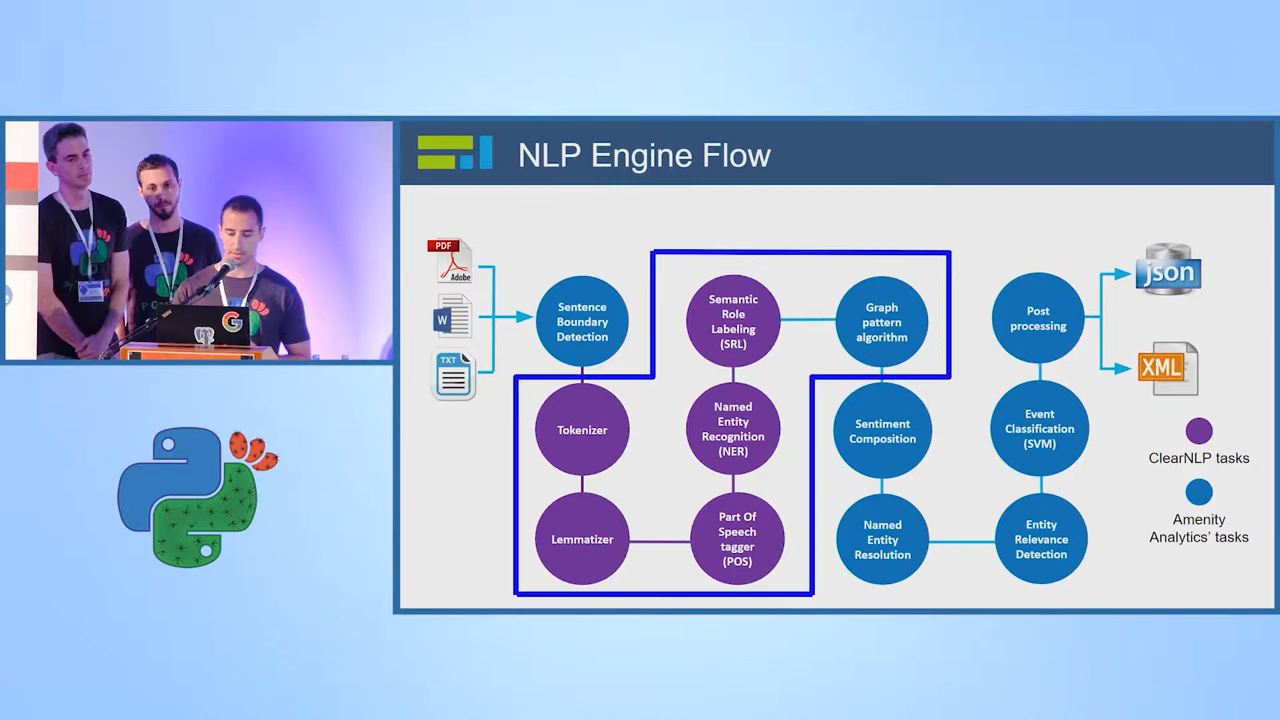 NLP Engine Flow
PDF
Adobe
W
TXT
Sentence
Boundary
Detection
Tokenizer
Lemmatizer
Part Of
Speech
tagger
(POS)
Named
Entity
Recognition
(NER)
Semantic
Role
Labeling
(SRL)
Graph
pattern
algorithm
Sentiment
Composition
Named
Entity
Resolution
Entity
Relevance
Detection
Event
Classification
(SVM)
Post
processing
json
XML
ClearNLP tasks
Amenity
Analytics' tasks
G